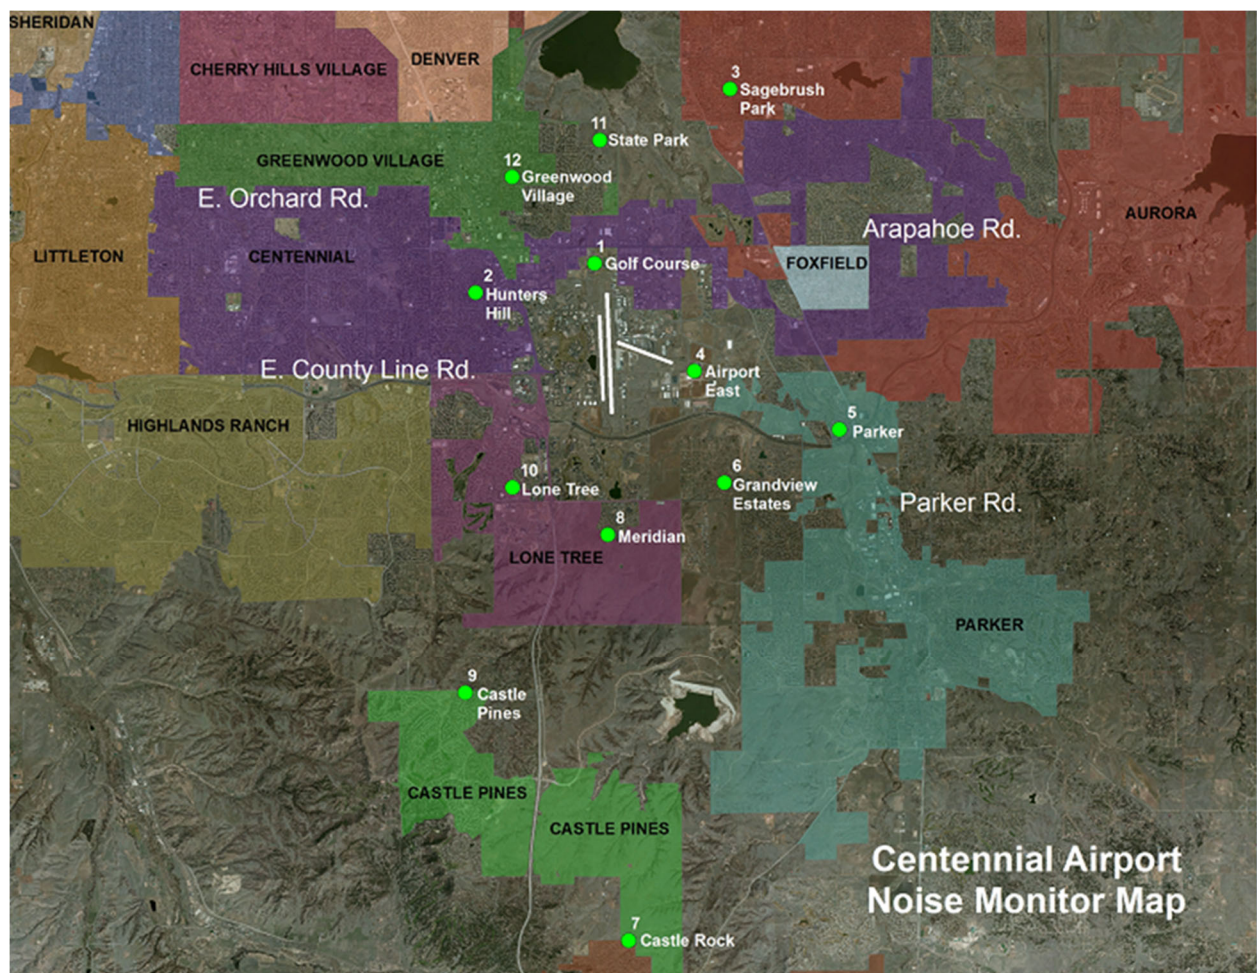 SHERIDAN
CHERRY HILLS VILLAGE
DENVER
3
Sagebrush
Park
11
State Park
GREENWOOD VILLAGE
12
Greenwood
Village
E. Orchard Rd.
AURORA
Arapahoe Rd.
LITTLETON
CENTENNIAL
1
Golf Course
FOXFIELD
2
Hunters
Hill
E. County Line Rd.
4
Airport
East
HIGHLANDS RANCH
5
Parker
10
Lone Tree
6
Grandview
Estates
Parker Rd.
8
Meridian
LONE TREE
PARKER
9
Castle
Pines
CASTLE PINES
CASTLE PINES
Centennial Airport
Noise Monitor Map
7
Castle Rock